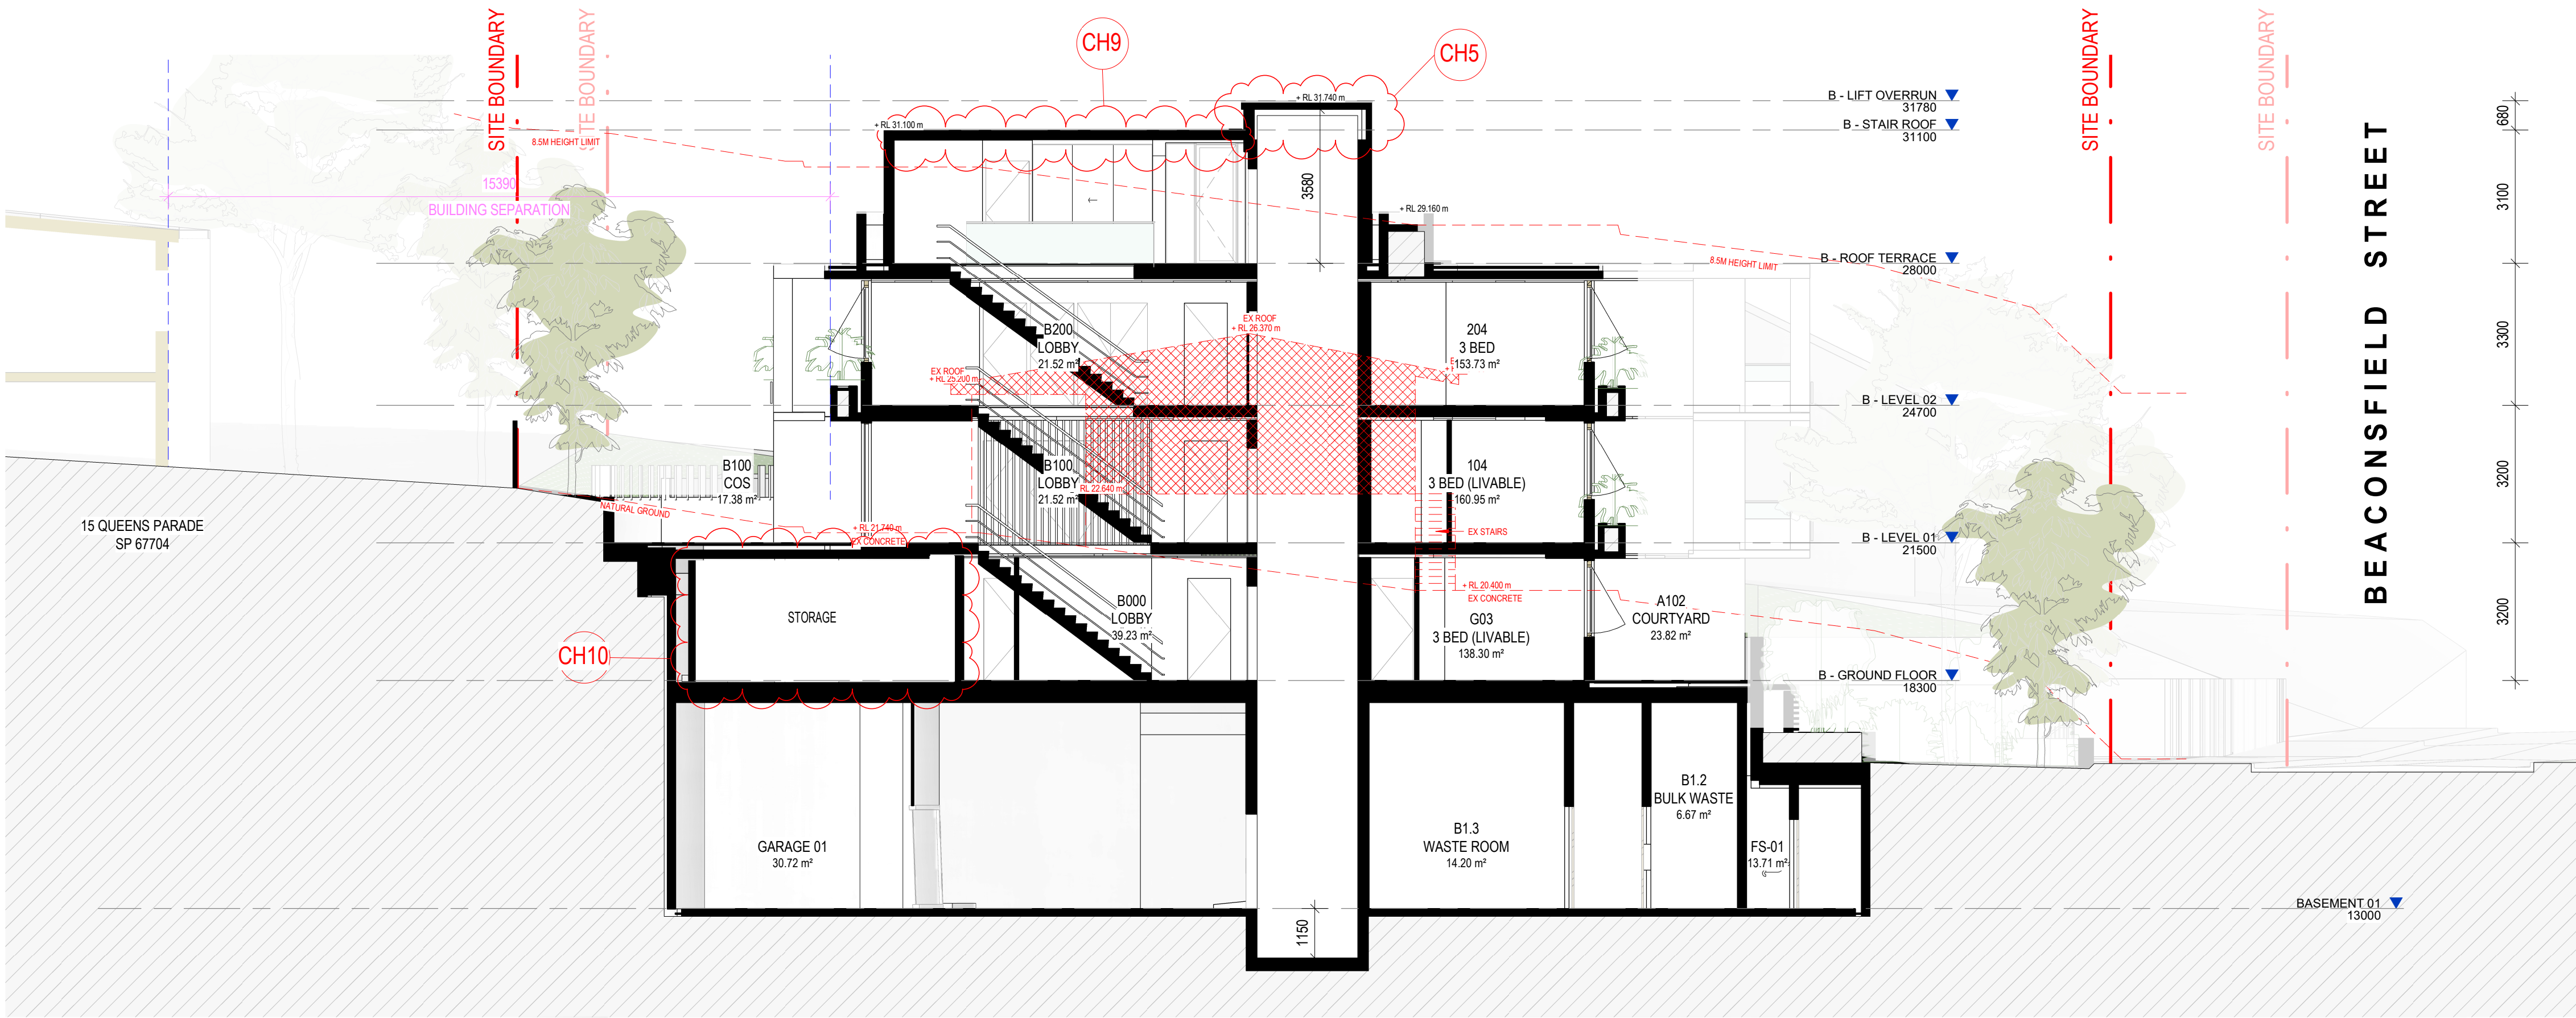 SITE BOUNDARY
SITE BOUNDARY
CH9
CH5
SITE BOUNDARY
SITE BOUNDARY
+ RL 31.740 m
B - LIFT OVERRUN
31780
680
+ RL 31.100 m
B - STAIR ROOF
31100
8.5M HEIGHT LIMIT
15390
BUILDING SEPARATION
3580
3100
+ RL 29.160 m
B - ROOF TERRACE
28000
8.5M HEIGHT LIMIT
BEACONSFIELD STREET
EX ROOF
+ RL 26.370 m
B200
LOBBY
21.52 m²
204
3 BED
153.73 m²
3300
EX ROOF
+ RL 25.200 m
B - LEVEL 02
24700
B100
COS
17.38 m²
B100
LOBBY
21.52 m²
RL 22.640 m
104
3 BED (LIVABLE)
160.95 m²
3200
NATURAL GROUND
15 QUEENS PARADE
SP 67704
+ RL 21.740 m
EX CONCRETE
EX STAIRS
B - LEVEL 01
21500
+ RL 20.400 m
EX CONCRETE
STORAGE
B000
LOBBY
39.23 m²
G03
3 BED (LIVABLE)
138.30 m²
A102
COURTYARD
23.82 m²
3200
CH10
B - GROUND FLOOR
18300
GARAGE 01
30.72 m²
B1.3
WASTE ROOM
14.20 m²
B1.2
BULK WASTE
6.67 m²
FS-01
13.71 m²
BASEMENT 01
13000
1150